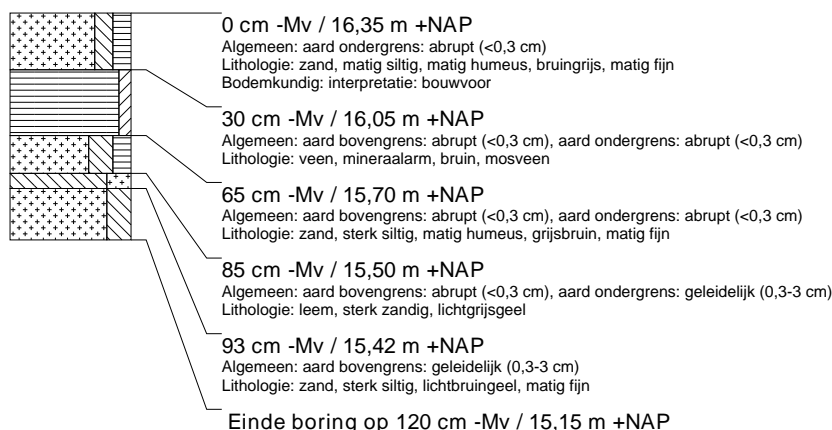 0 cm -Mv / 16,35 m +NAP
Algemeen: aard ondergrens: abrupt (<0,3 cm)
Lithologie: zand, matig siltig, matig humeus, bruingrijs, matig fijn
Bodemkundig: interpretatie: bouwvoor
30 cm -Mv / 16,05 m +NAP
Algemeen: aard bovengrens: abrupt (<0,3 cm), aard ondergrens: abrupt (<0,3 cm)
Lithologie: veen, mineraalarm, bruin, mosveen
65 cm -Mv / 15,70 m +NAP
Algemeen: aard bovengrens: abrupt (<0,3 cm), aard ondergrens: abrupt (<0,3 cm)
Lithologie: zand, sterk siltig, matig humeus, grijsbruin, matig fijn
85 cm -Mv / 15,50 m +NAP
Algemeen: aard bovengrens: abrupt (<0,3 cm), aard ondergrens: geleidelijk (0,3-3 cm)
Lithologie: leem, sterk zandig, lichtgrijsgeel
93 cm -Mv / 15,42 m +NAP
Algemeen: aard bovengrens: geleidelijk (0,3-3 cm)
Lithologie: zand, sterk siltig, lichtbruingeel, matig fijn
Einde boring op 120 cm -Mv / 15,15 m +NAP